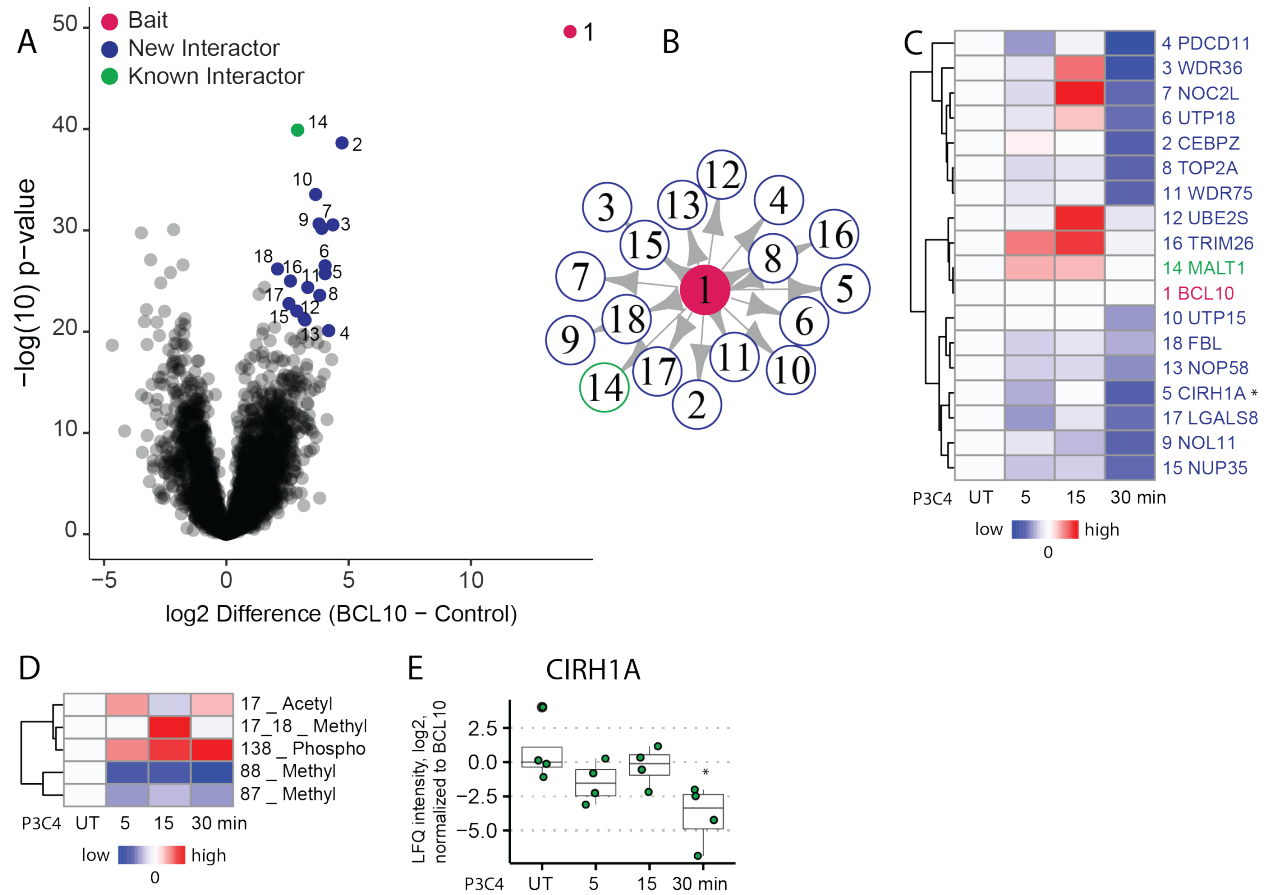 A
50
40
30
20
10
0
−5
0
5
10
−log(10) p−value
log2 Difference (BCL10 − Control)
Bait
New Interactor
Known Interactor
1
14
2
10
7
9
3
6
18
16
5
11
8
17
12
15
13
4
B
12
13
4
3
15
16
8
7
1
5
18
6
9
11
10
14
17
2
C
4 PDCD11
3 WDR36
7 NOC2L
6 UTP18
2 CEBPZ
8 TOP2A
11 WDR75
12 UBE2S
16 TRIM26
14 MALT1
1 BCL10
10 UTP15
18 FBL
13 NOP58
5 CIRH1A *
17 LGALS8
9 NOL11
15 NUP35
P3C4 UT 5 15 30 min
low high
0
D
17 _ Acetyl
17_18 _ Methyl
138 _ Phospho
88 _ Methyl
87 _ Methyl
P3C4 UT 5 15 30 min
low high
0
E
CIRH1A
LFQ intensity, log2,
normalized to BCL10
2.5
0.0
−2.5
−5.0
*
P3C4 UT 5 15 30 min